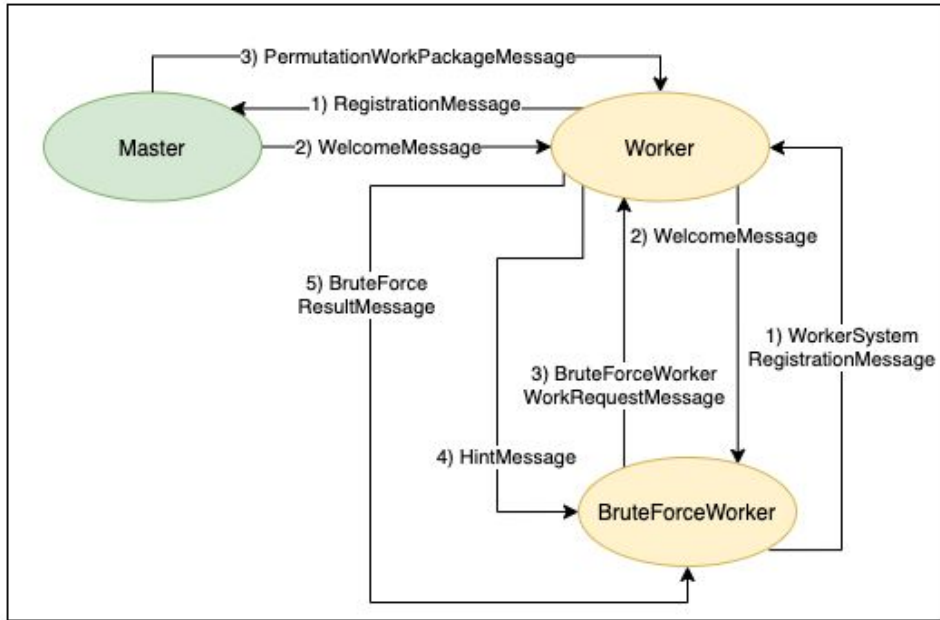 3) PermutationWorkPackageMessage
1) RegistrationMessage
Master
2) WelcomeMessage
Worker
2) WelcomeMessage
5) BruteForce
ResultMessage
1) WorkerSystem
RegistrationMessage
3) BruteForceWorker
WorkRequestMessage
4) HintMessage
BruteForceWorker